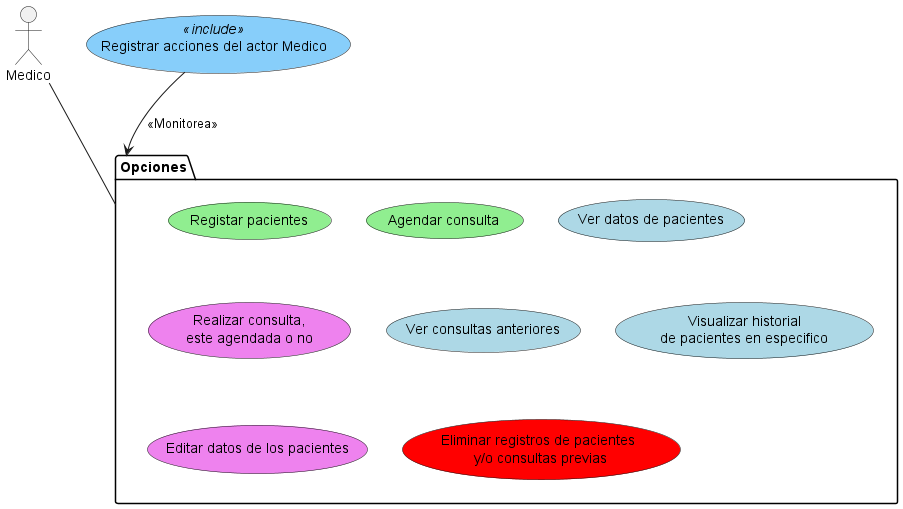 «include»
Registrar acciones del actor Medico
Medico
«Monitorea»
Opciones
Registar pacientes
Agendar consulta
Ver datos de pacientes
Realizar consulta,
este agendada o no
Ver consultas anteriores
Visualizar historial
de pacientes en especifico
Editar datos de los pacientes
Eliminar registros de pacientes
y/o consultas previas